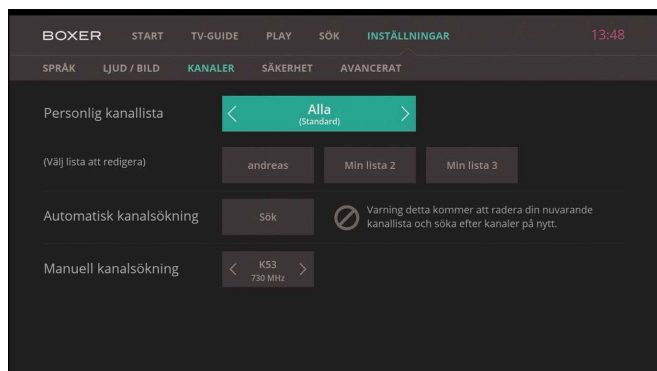 BOXER START TV-GUIDE PLAY SÖK INSTÄLLNINGAR 13:48
SPRÅK LJUD / BILD KANALER SÄKERHET AVANCERAT
Personlig kanallista
Alla
(Standard)
(Välj lista att redigera) andreas Min lista 2 Min lista 3
Automatisk kanalsökning Sök
Varning detta kommer att radera din nuvarande
kanallista och söka efter kanaler på nytt.
Manuell kanalsökning
K53
730 MHz